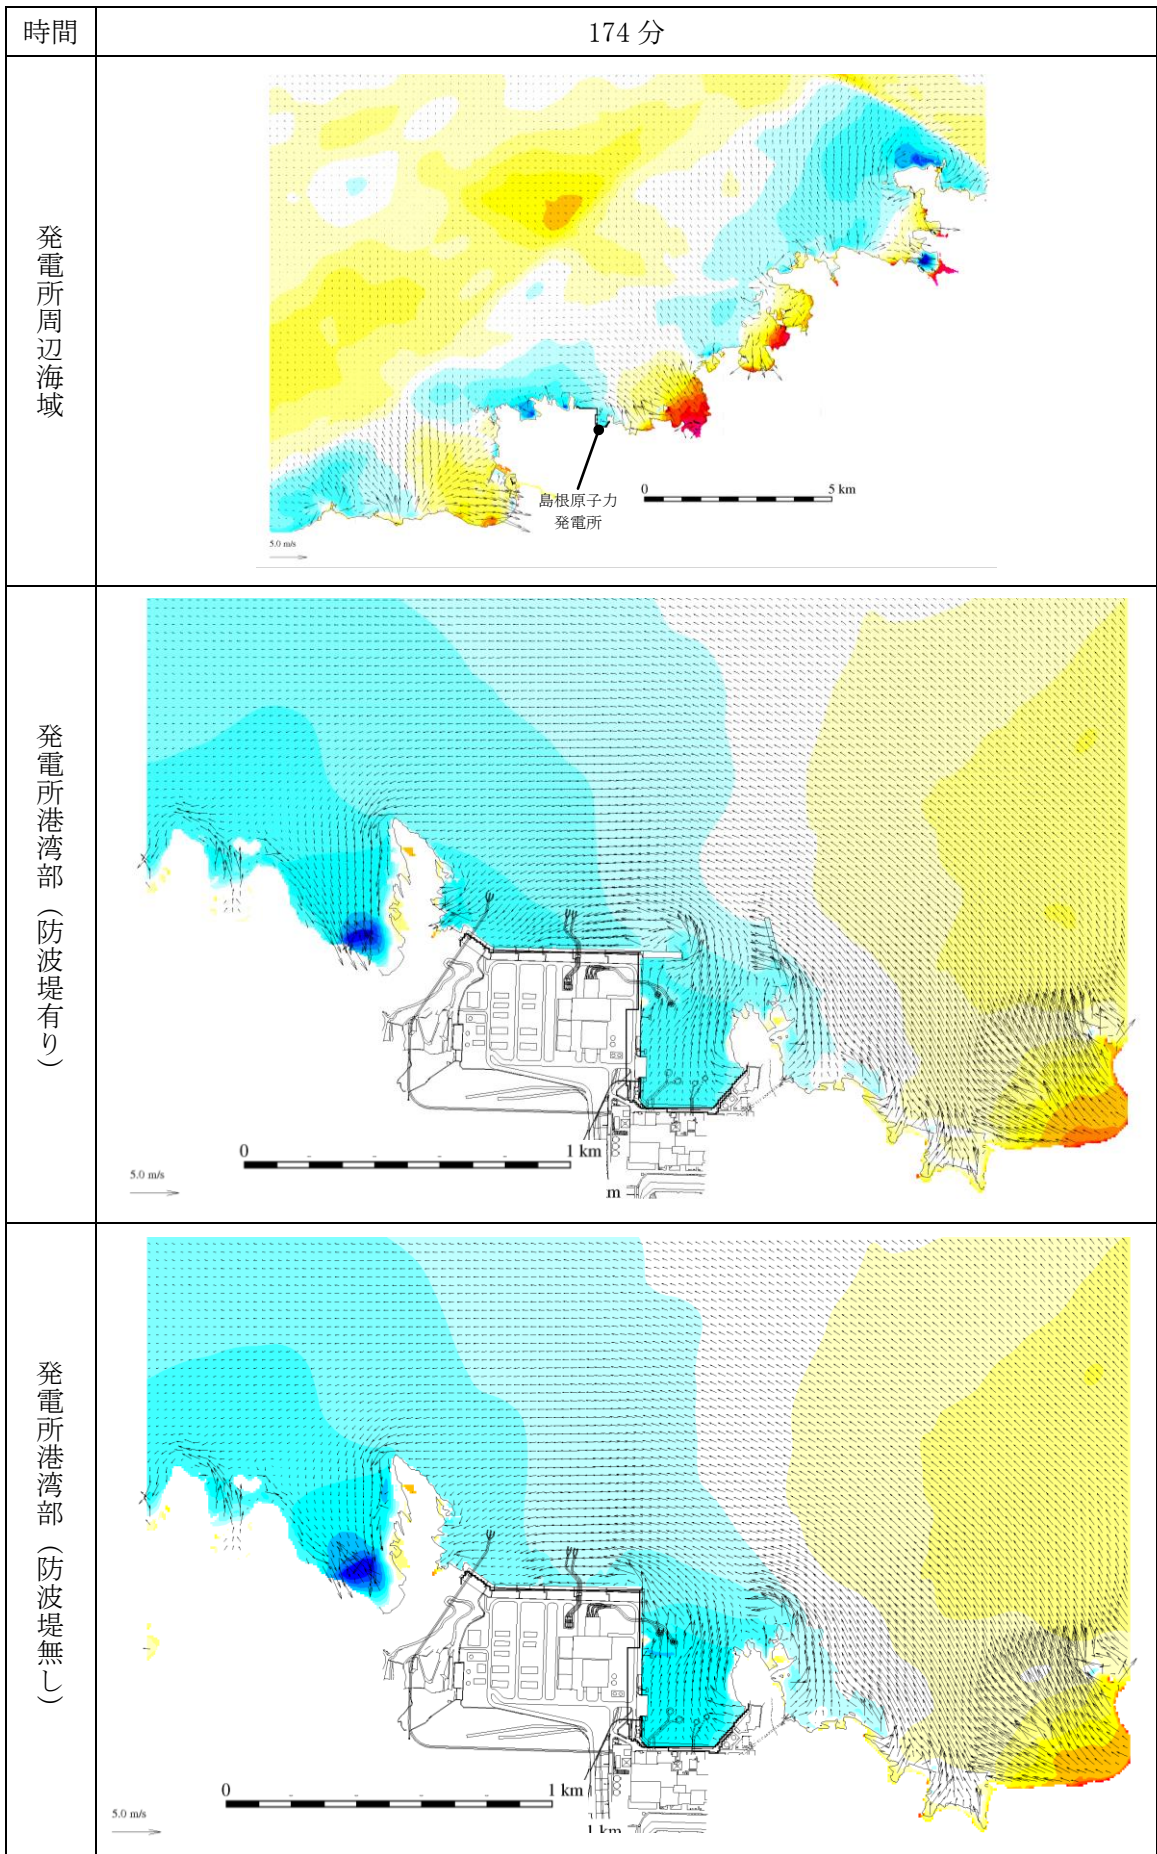 時間
174 分
発電所周辺海域
島根原子力
発電所
0 5 km
5.0 m/s
発電所港湾部（防波堤有り）
0 1 km
5.0 m/s
m
発電所港湾部（防波堤無し）
0 1 km
5.0 m/s
1 km